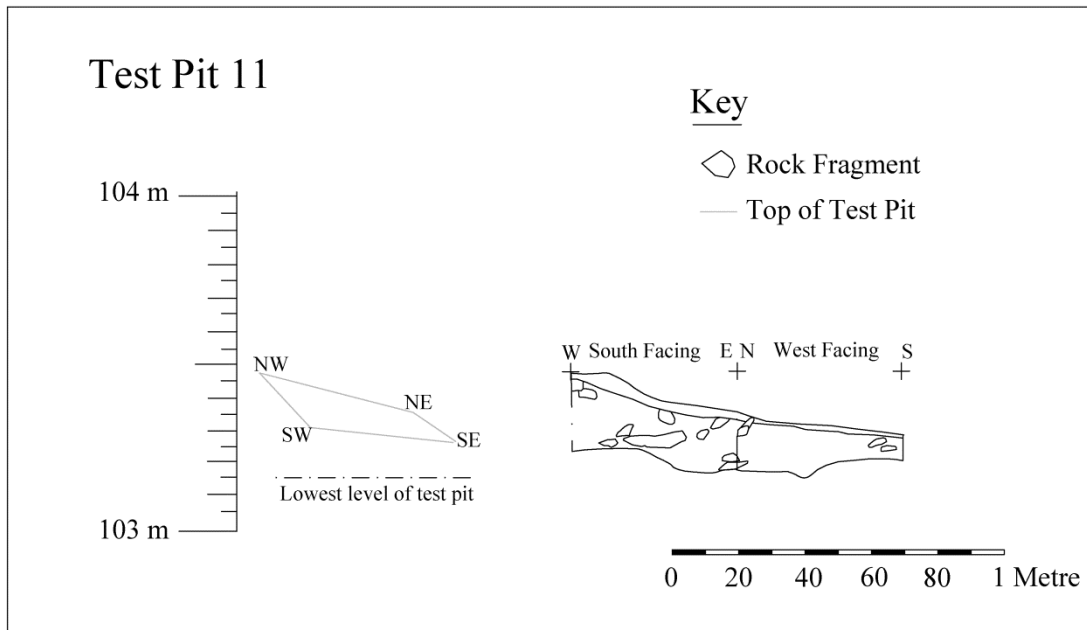 Test Pit 11
Key
Rock Fragment
Top of Test Pit
104 m
NW
NE
SW
SE
Lowest level of test pit
103 m
W South Facing E N West Facing S
0 20 40 60 80 1 Metre